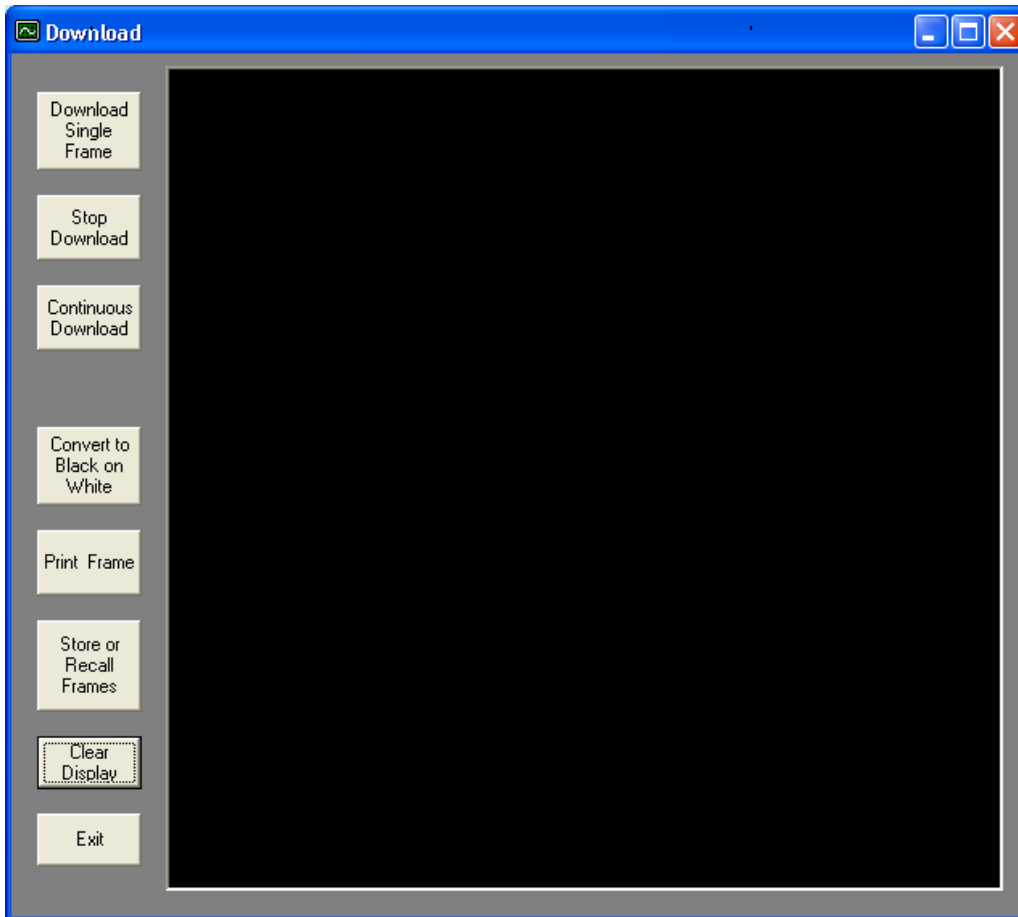 Download
Download
Single
Frame
Stop
Download
Continuous
Download
Convert to
Black on
White
Print Frame
Store or
Recall
Frames
Clear
Display
Exit